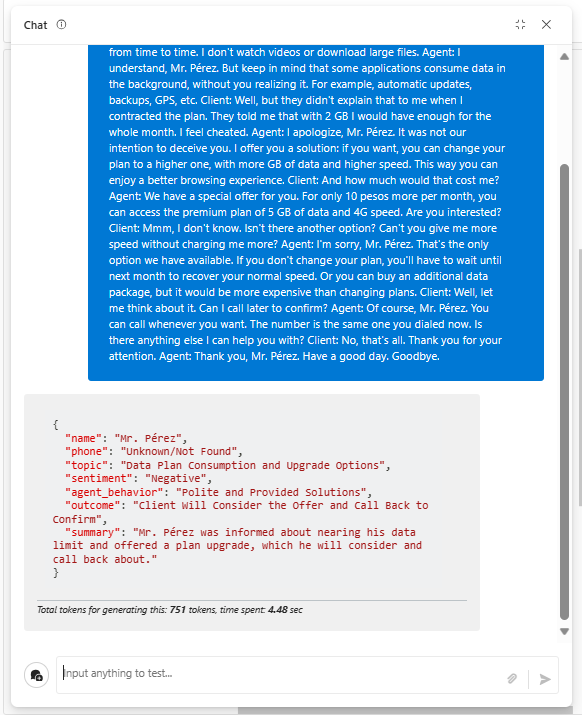 Chat
from time to time. I don't watch videos or download large files. Agent: I
understand, Mr. Pérez. But keep in mind that some applications consume data in
the background, without you realizing it. For example, automatic updates,
backups, GPS, etc. Client: Well, but they didn't explain that to me when I
contracted the plan. They told me that with 2 GB I would have enough for the
whole month. I feel cheated. Agent: I apologize, Mr. Pérez. It was not our
intention to deceive you. I offer you a solution: if you want, you can change your
plan to a higher one, with more GB of data and higher speed. This way you can
enjoy a better browsing experience. Client: And how much would that cost me?
Agent: We have a special offer for you. For only 10 pesos more per month, you
can access the premium plan of 5 GB of data and 4G speed. Are you interested?
Client: Mmm, I don't know. Isn't there another option? Can't you give me more
speed without charging me more? Agent: I'm sorry, Mr. Pérez. That's the only
option we have available. If you don't change your plan, you'll have to wait until
next month to recover your normal speed. Or you can buy an additional data
package, but it would be more expensive than changing plans. Client: Well, let
me think about it. Can I call later to confirm? Agent: Of course, Mr. Pérez. You
can call whenever you want. The number is the same one you dialed now. Is
there anything else I can help you with? Client: No, that's all. Thank you for your
attention. Agent: Thank you, Mr. Pérez. Have a good day. Goodbye.
{
"name": "Mr. Pérez",
"phone": "Unknown/Not Found",
"topic": "Data Plan Consumption and Upgrade Options",
"sentiment": "Negative",
"agent_behavior": "Polite and Provided Solutions",
"outcome": "Client Will Consider the Offer and Call Back to
Confirm",
"summary": "Mr. Pérez was informed about nearing his data
limit and offered a plan upgrade, which he will consider and
call back about."
}
Total tokens for generating this: 751 tokens, time spent: 4.48 sec
Input anything to test...